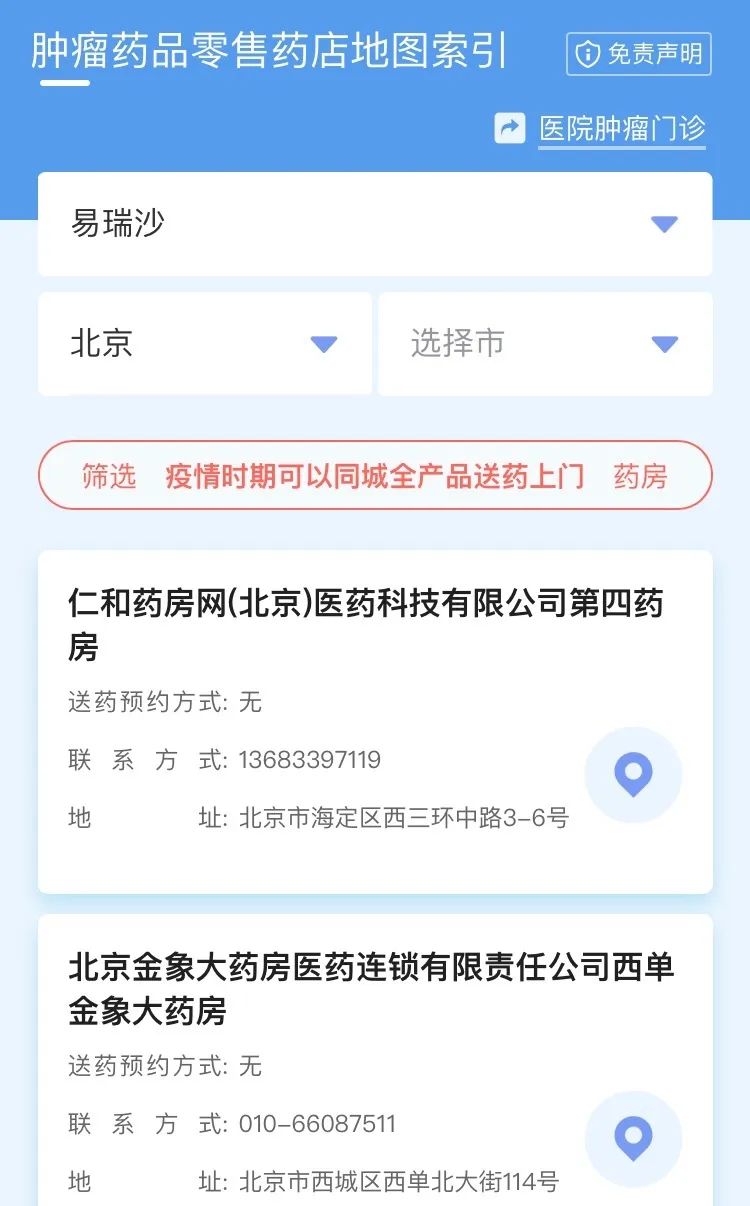 肿瘤药品零售药店地图索引
免责声明
医院肿瘤门诊
易瑞沙
北京
选择市
筛选 疫情时期可以同城全产品送药上门 药房
仁和药房网(北京)医药科技有限公司第四药
房
送药预约方式: 无
联系方式: 13683397119
地址: 北京市海定区西三环中路3-6号
北京金象大药房医药连锁有限责任公司西单
金象大药房
送药预约方式: 无
联系方式: 010-66087511
地址: 北京市西城区西单北大街114号